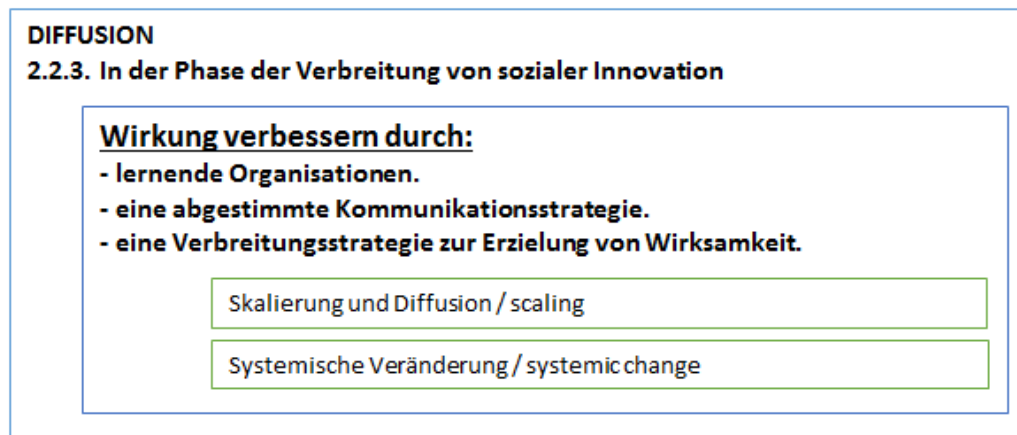 DIFFUSION
2.2.3. In der Phase der Verbreitung von sozialer Innovation
Wirkung verbessern durch:
- lernende Organisationen.
- eine abgestimmte Kommunikationsstrategie.
- eine Verbreitungsstrategie zur Erzielung von Wirksamkeit.
Skalierung und Diffusion / scaling
Systemische Veränderung / systemic change